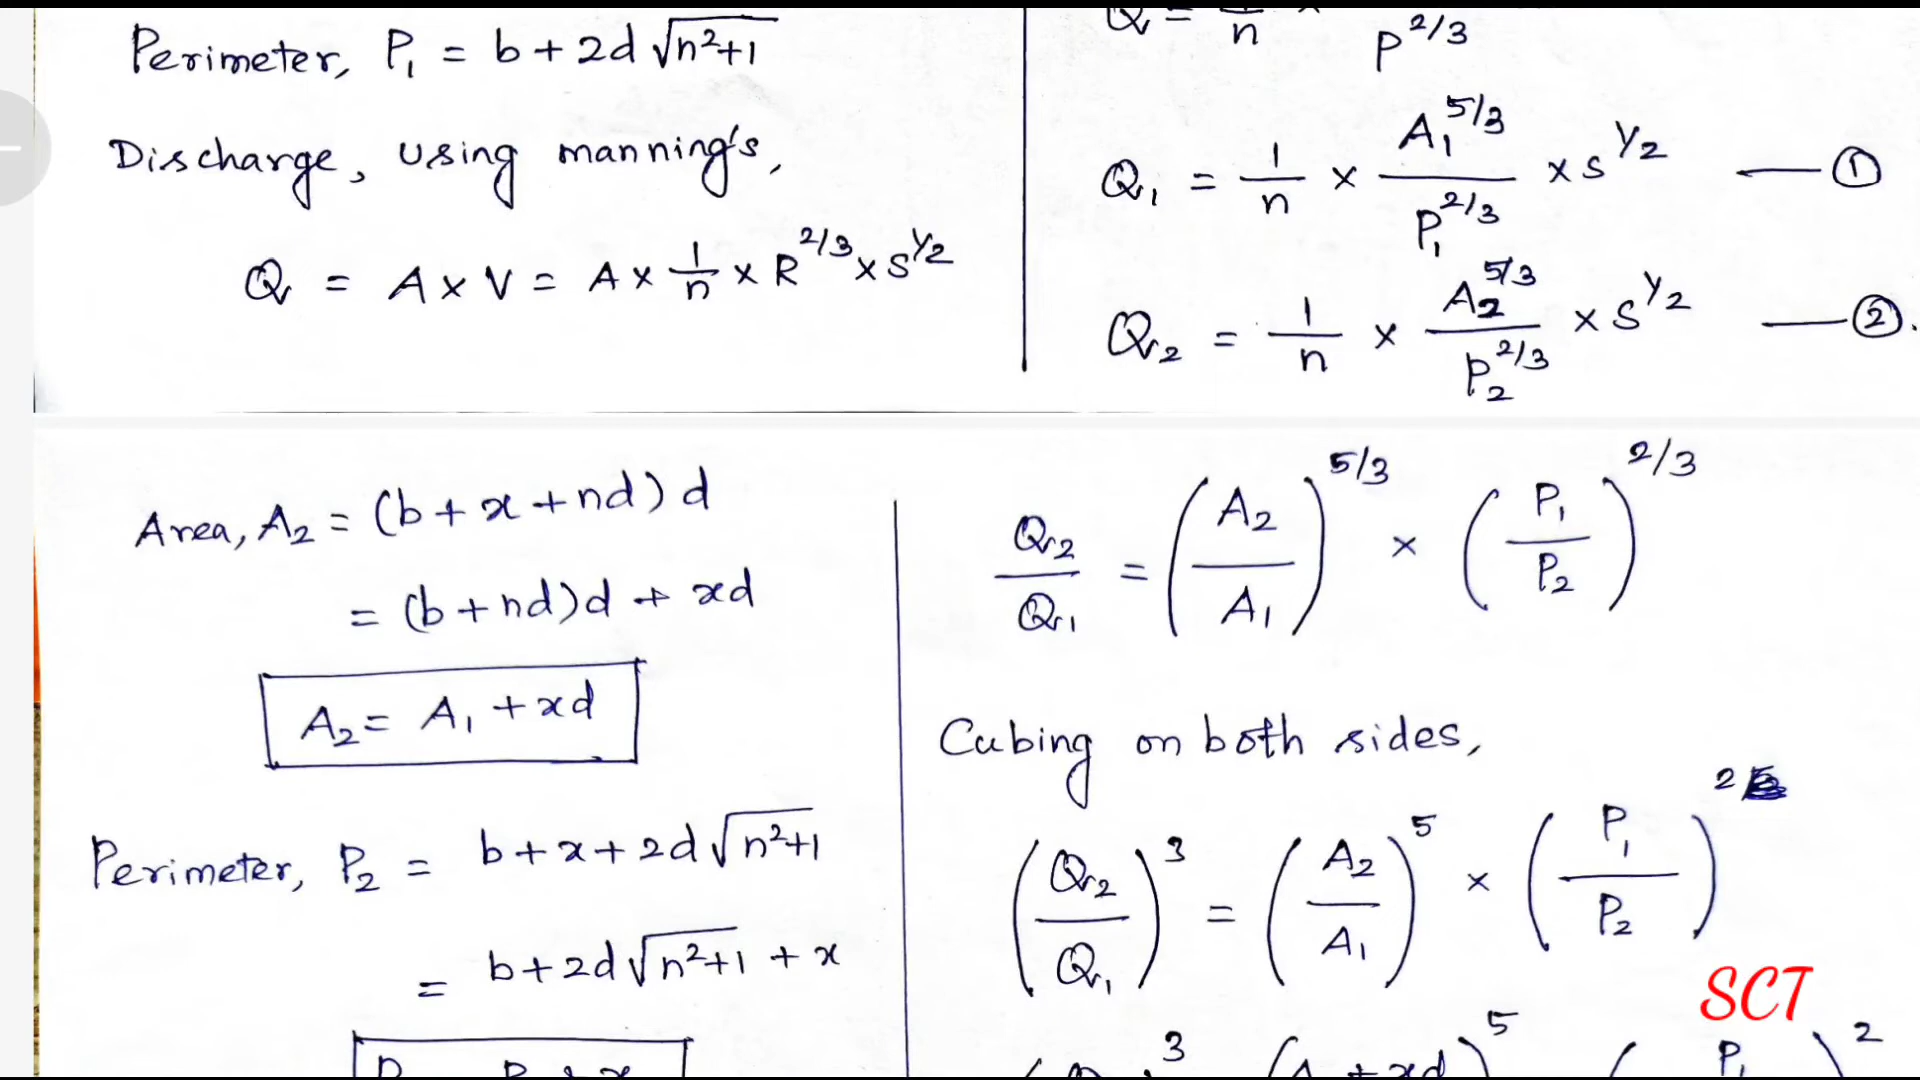 Perimeter, P₁ = b + 2d √n²+1
Discharge, using manning's,
Q = A × V = A × 1/n × R^2/3 × S^1/2
Q = 1/n ×
P^2/3
Q₁ = 1/n × A₁^5/3 / P₁^2/3 × S^1/2 — ①
Q₂ = 1/n × A₂^5/3 / P₂^2/3 × S^1/2 — ②.
Area, A₂ = (b + x + nd) d
= (b + nd)d + xd
A₂ = A₁ + xd
Perimeter, P₂ = b + x + 2d √n²+1
= b + 2d √n²+1 + x
Q₂/Q₁ = (A₂/A₁)^5/3 × (P₁/P₂)^2/3
Cubing on both sides,
(Q₂/Q₁)^3 = (A₂/A₁)^5 × (P₁/P₂)^2
SCT